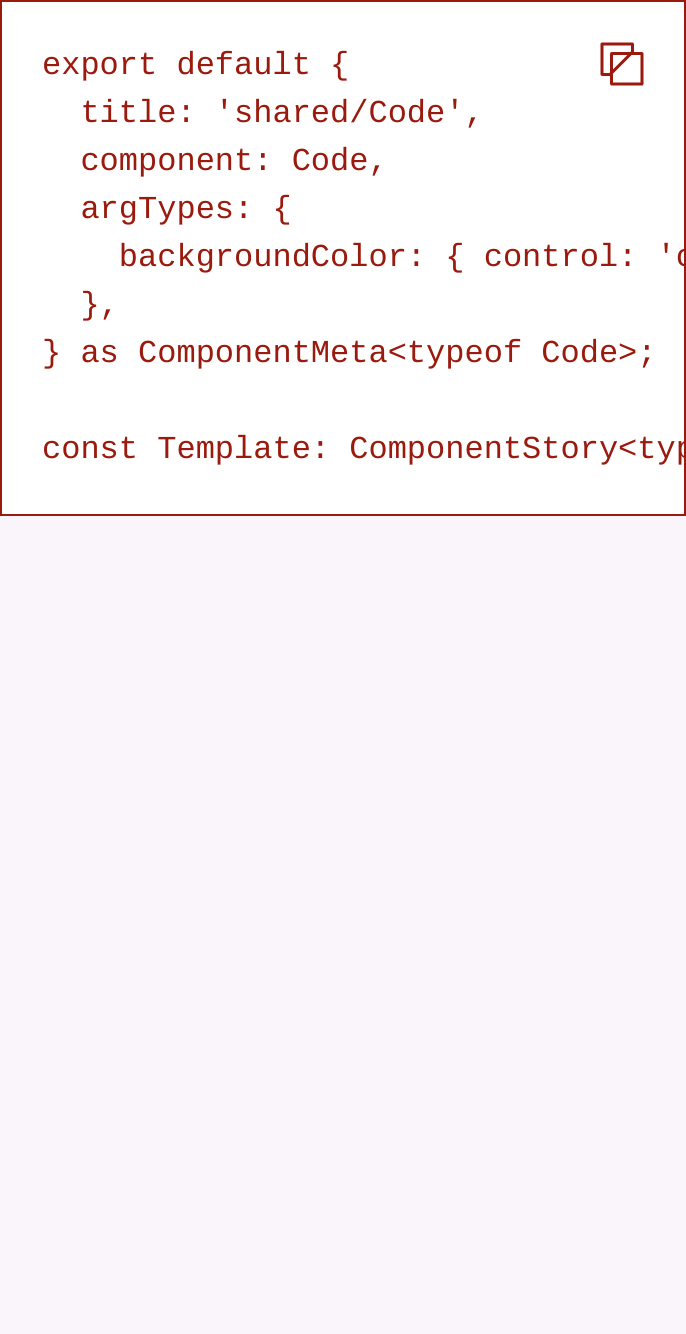 export default {
  title: 'shared/Code',
  component: Code,
  argTypes: {
    backgroundColor: { control: '
  },
} as ComponentMeta<typeof Code>;

const Template: ComponentStory<typ